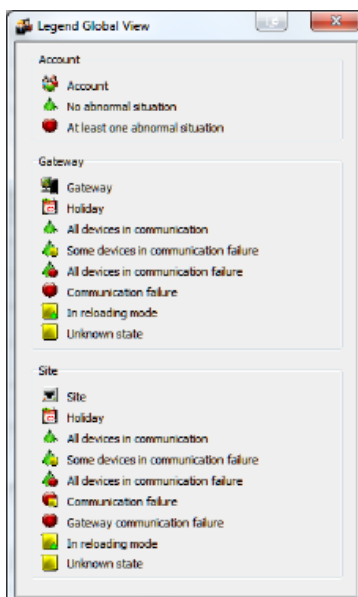 Legend Global View
Account
Account
No abnormal situation
At least one abnormal situation
Gateway
Gateway
Holiday
All devices in communication
Some devices in communication failure
All devices in communication failure
Communication failure
In reloading mode
Unknown state
Site
Site
Holiday
All devices in communication
Some devices in communication failure
All devices in communication failure
Communication failure
Gateway communication failure
In reloading mode
Unknown state